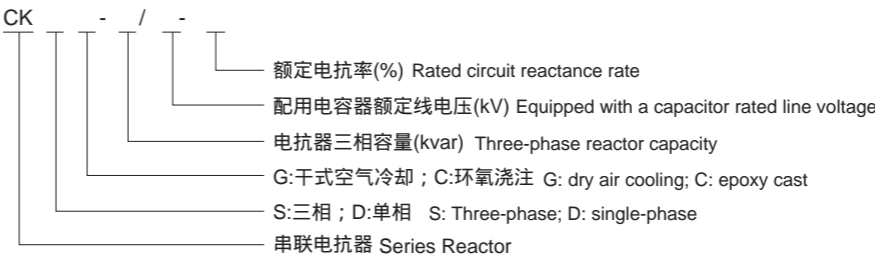 CK - / -
额定电抗率(%) Rated circuit reactance rate
配用电容器额定线电压(kV) Equipped with a capacitor rated line voltage
电抗器三相容量(kvar) Three-phase reactor capacity
G:干式空气冷却；C:环氧浇注 G: dry air cooling; C: epoxy cast
S:三相；D:单相 S: Three-phase; D: single-phase
串联电抗器 Series Reactor